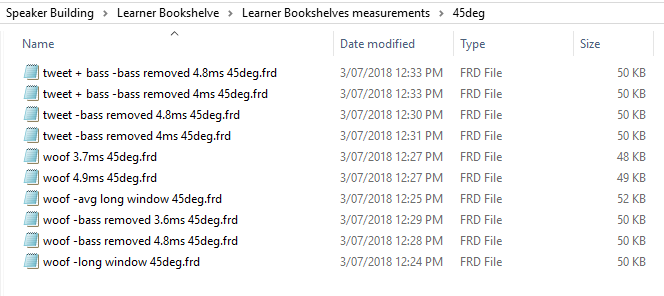 Speaker Building > Learner Bookshelve > Learner Bookshelves measurements > 45deg
Name Date modified Type Size
tweet + bass -bass removed 4.8ms 45deg.frd 3/07/2018 12:33 PM FRD File 50 KB
tweet + bass -bass removed 4ms 45deg.frd 3/07/2018 12:33 PM FRD File 50 KB
tweet -bass removed 4.8ms 45deg.frd 3/07/2018 12:30 PM FRD File 50 KB
tweet -bass removed 4ms 45deg.frd 3/07/2018 12:31 PM FRD File 50 KB
woof 3.7ms 45deg.frd 3/07/2018 12:27 PM FRD File 48 KB
woof 4.9ms 45deg.frd 3/07/2018 12:27 PM FRD File 49 KB
woof -avg long window 45deg.frd 3/07/2018 12:25 PM FRD File 52 KB
woof -bass removed 3.6ms 45deg.frd 3/07/2018 12:29 PM FRD File 50 KB
woof -bass removed 4.8ms 45deg.frd 3/07/2018 12:28 PM FRD File 50 KB
woof -long window 45deg.frd 3/07/2018 12:24 PM FRD File 50 KB